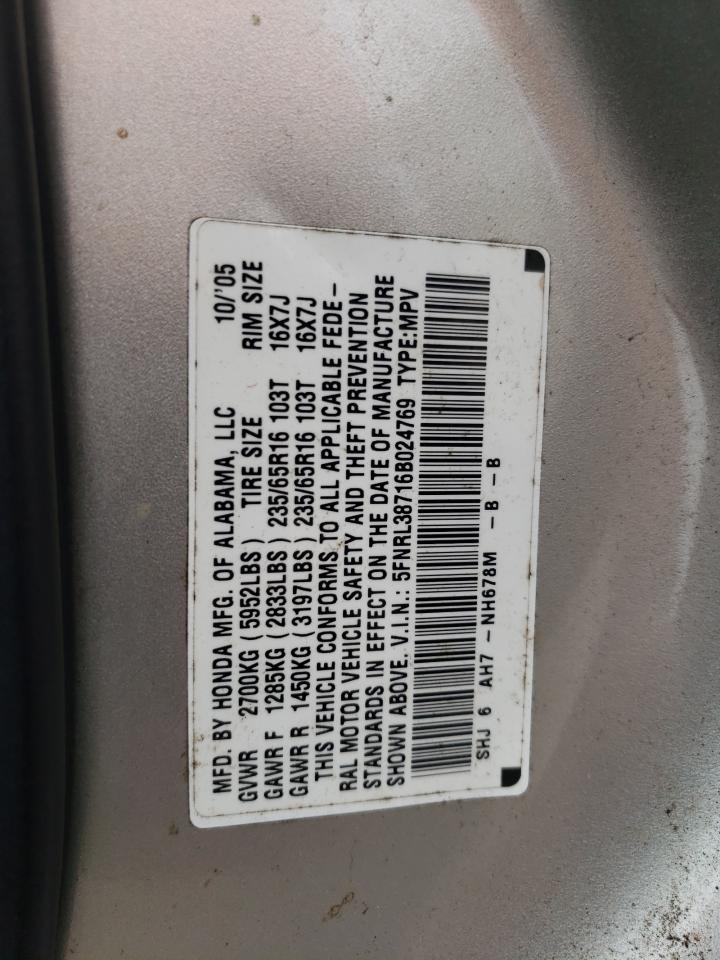 MFD. BY HONDA MFG. OF ALABAMA, LLC 10/'05
GVWR 2700KG (5952LBS) TIRE SIZE RIM SIZE
GAWR F 1285KG (2833LBS) 235/65R16 103T 16X7J
GAWR R 1450KG (3197LBS) 235/65R16 103T 16X7J
THIS VEHICLE CONFORMS TO ALL APPLICABLE FEDE-
RAL MOTOR VEHICLE SAFETY AND THEFT PREVENTION
STANDARDS IN EFFECT ON THE DATE OF MANUFACTURE
SHOWN ABOVE. V.I.N.: 5FNRL38716B024769 TYPE:MPV
SHJ 6 AH7 -NH678M -B -B